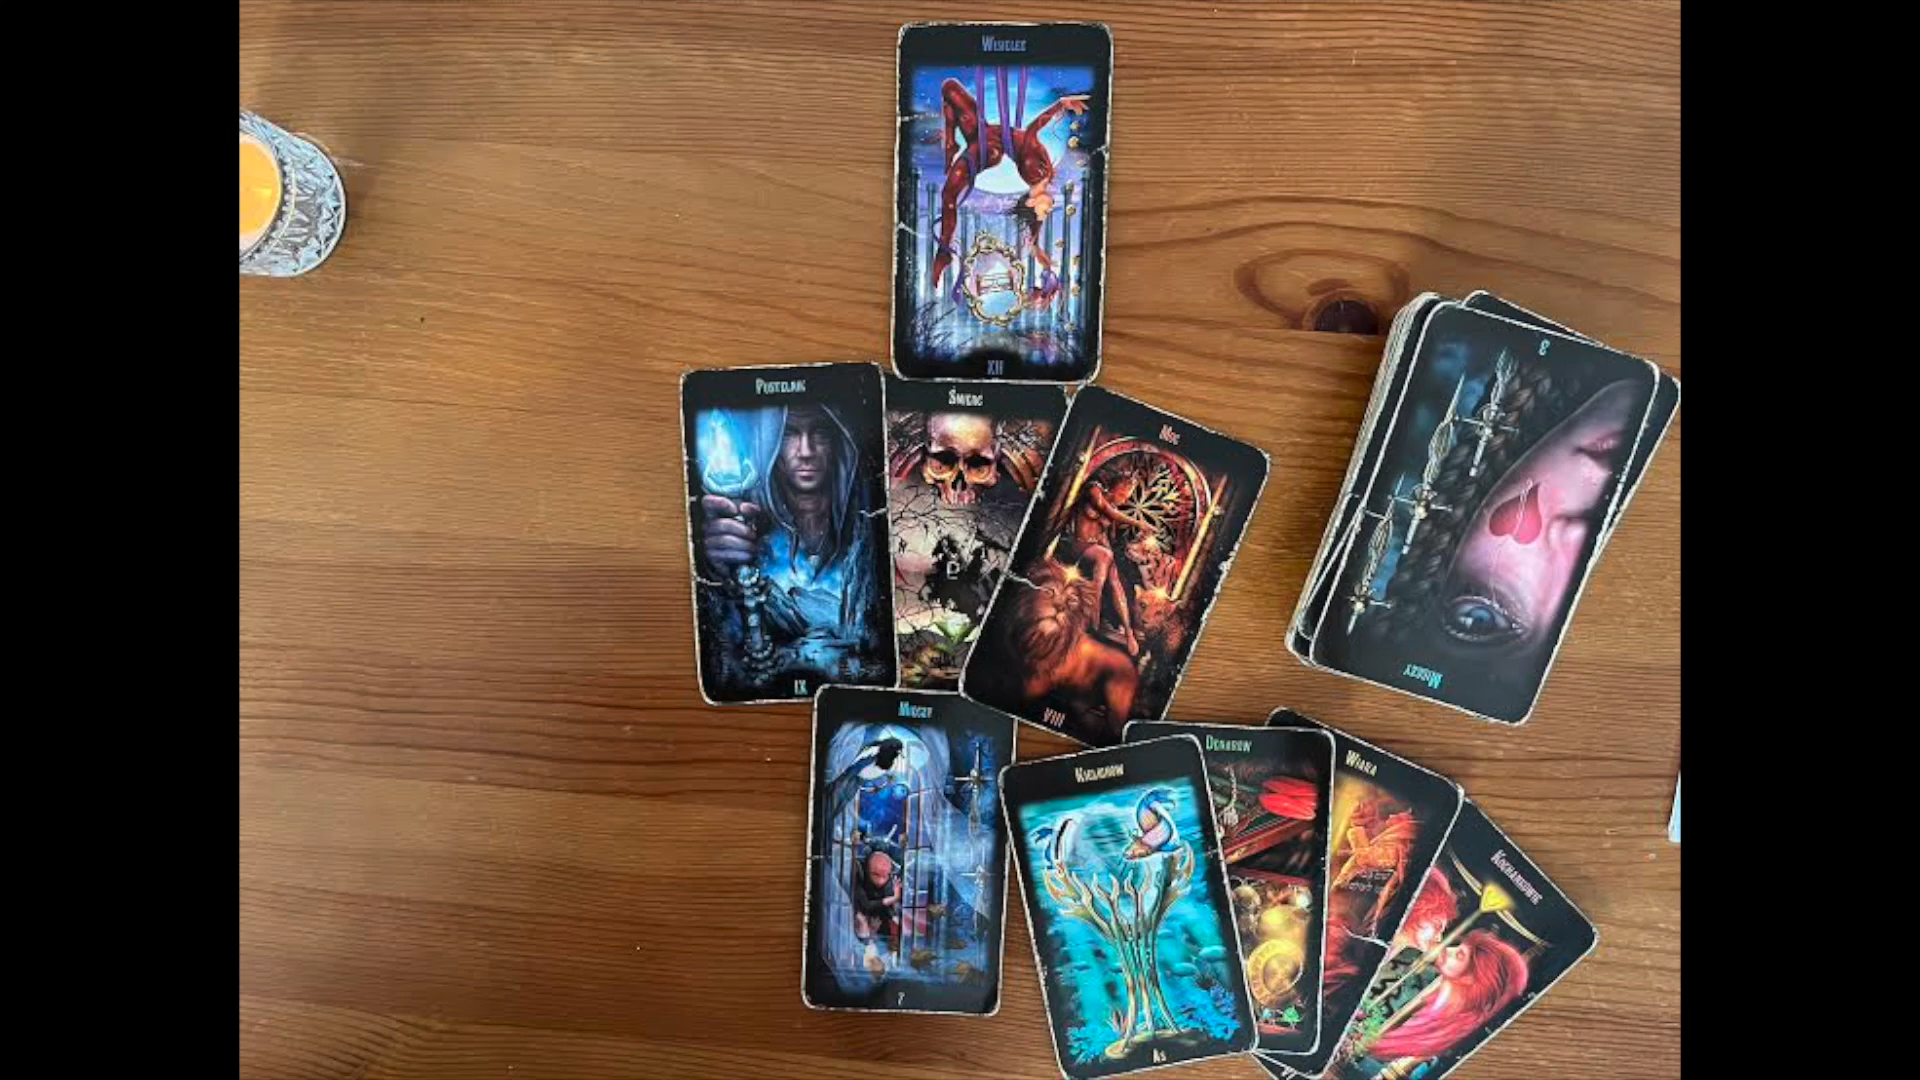 WISIELEC
XII
PUSTELNIK
IX
ŚMIERĆ
MOC
VIII
3
MIECZY
MIECZY
7
KIELICHÓW
AS
DENARÓW
WIARA
KOCHANKOWIE